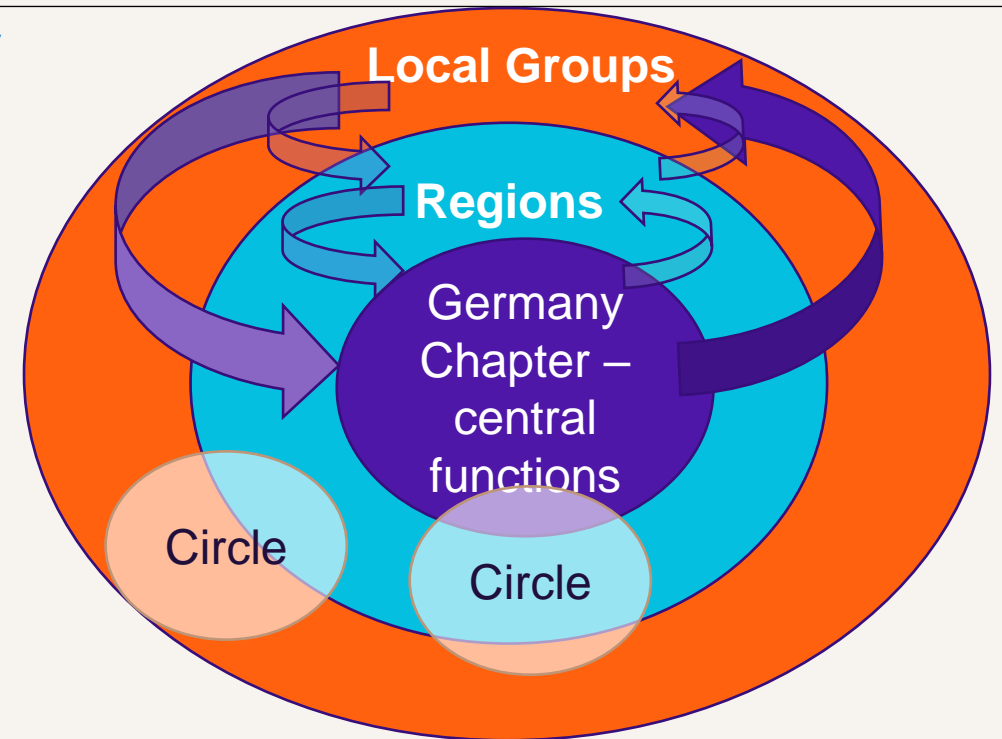 Local Groups
Regions
Germany
Chapter –
central
functions
Circle
Circle